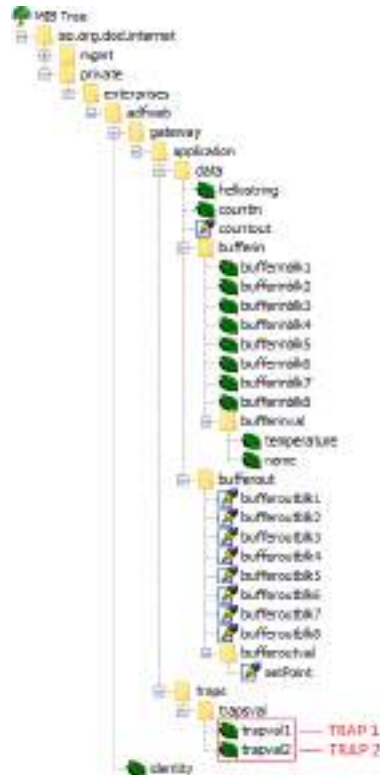 MIB Tree
iso.org.dod.internet
mgmt
private
enterprises
adfweb
gateway
application
data
hellostring
countin
countout
bufferin
bufferinblk1
bufferinblk2
bufferinblk3
bufferinblk4
bufferinblk5
bufferinblk6
bufferinblk7
bufferinblk8
bufferinval
temperature
name
bufferout
bufferoutblk1
bufferoutblk2
bufferoutblk3
bufferoutblk4
bufferoutblk5
bufferoutblk6
bufferoutblk7
bufferoutblk8
bufferoutval
setPoint
traps
trapsval
trapval1 TRAP 1
trapval2 TRAP 2
identity